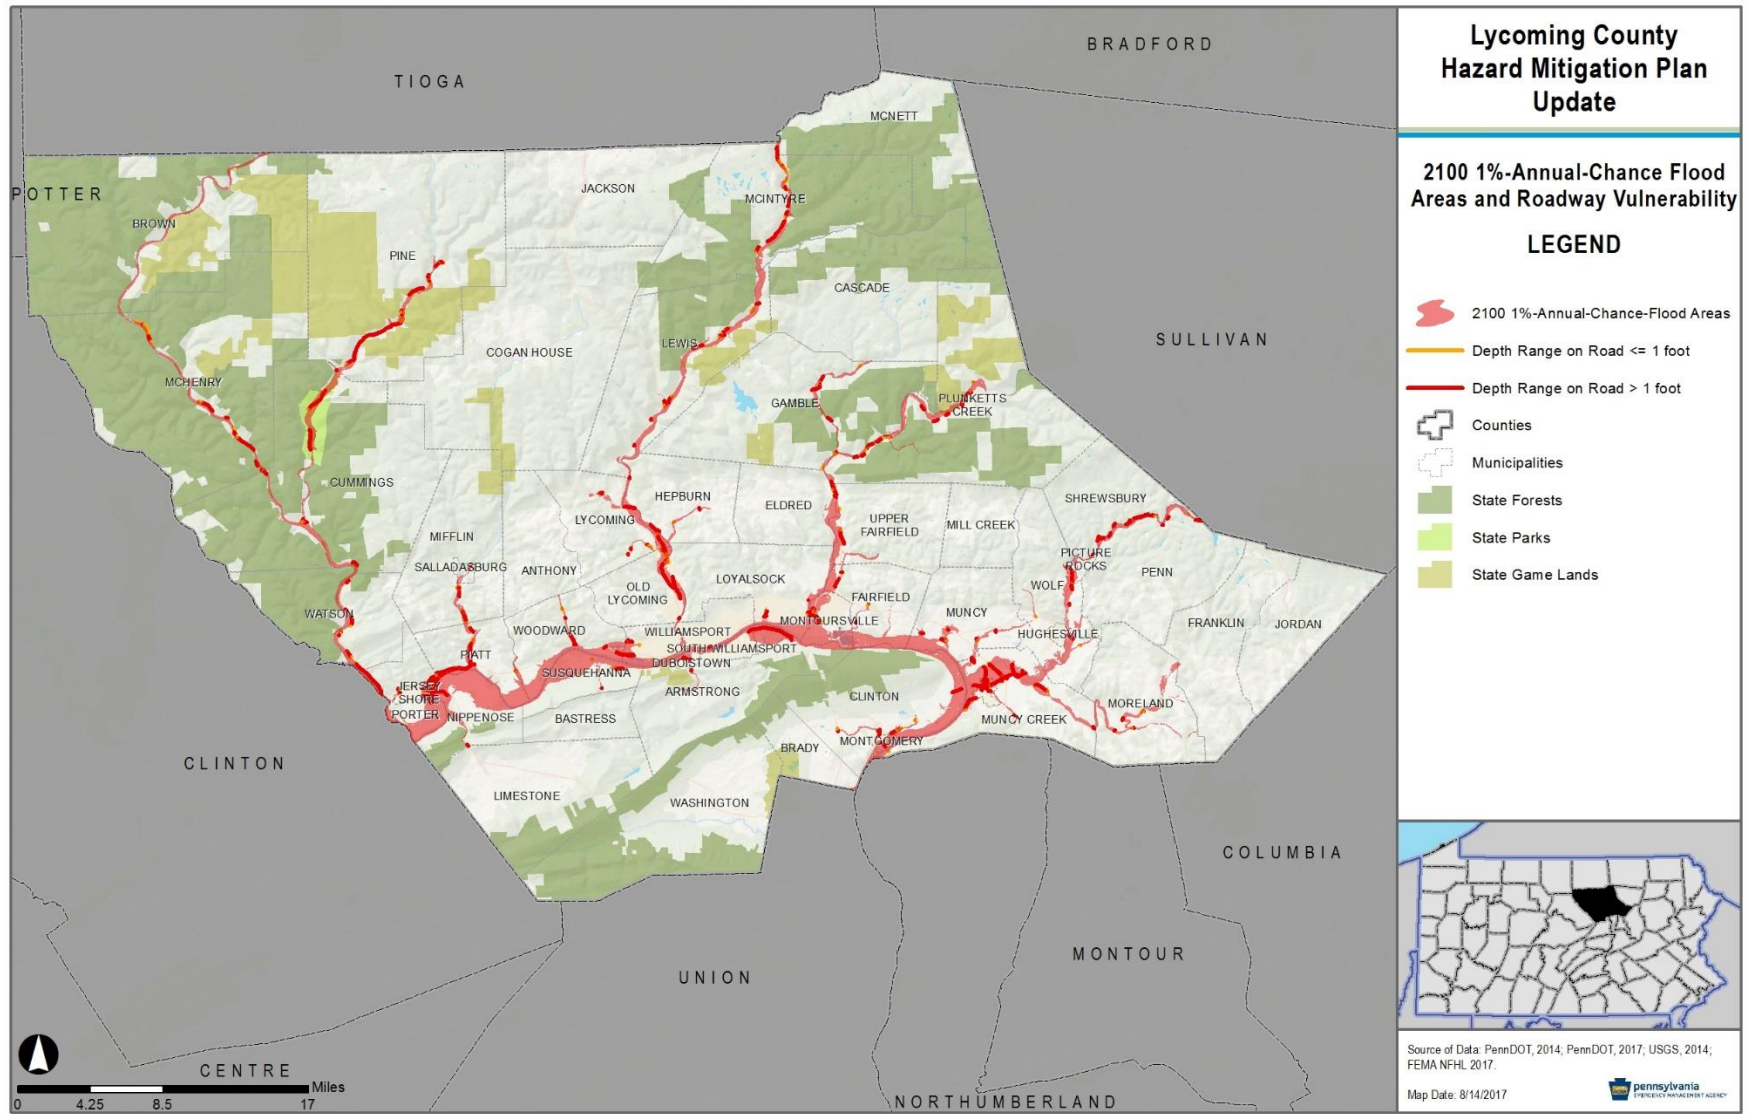 Lycoming County
Hazard Mitigation Plan
Update
2100 1%-Annual-Chance Flood
Areas and Roadway Vulnerability
LEGEND
2100 1%-Annual-Chance-Flood Areas
Depth Range on Road <= 1 foot
Depth Range on Road > 1 foot
Counties
Municipalities
State Forests
State Parks
State Game Lands
Source of Data: PennDOT, 2014; PennDOT, 2017; USGS, 2014;
FEMA NFHL 2017.
Map Date: 8/14/2017
pennsylvania
EMERGENCY MANAGEMENT AGENCY
BRADFORD
TIOGA
MCNETT
POTTER
JACKSON
MCINTYRE
BROWN
PINE
CASCADE
SULLIVAN
LEWIS
COGAN HOUSE
MCHENRY
GAMBLE
PLUNKETTS
CREEK
CUMMINGS
HEPBURN
SHREWSBURY
ELDRED
LYCOMING
UPPER
FAIRFIELD
MILL CREEK
MIFFLIN
PICTURE
ROCKS
SALLADASBURG
ANTHONY
PENN
LOYALSOCK
OLD
LYCOMING
WOLF
FAIRFIELD
WATSON
MUNCY
MONTOURSVILLE
FRANKLIN
JORDAN
WOODWARD
WILLIAMSPORT
HUGHESVILLE
SOUTH WILLIAMSPORT
PIATT
DUBOISTOWN
SUSQUEHANNA
JERSEY
SHORE
ARMSTRONG
CLINTON
MORELAND
PORTER
NIPPENOSE
BASTRESS
MUNCY CREEK
MONTGOMERY
BRADY
CLINTON
LIMESTONE
WASHINGTON
COLUMBIA
MONTOUR
UNION
CENTRE
NORTHUMBERLAND
Miles
0 4.25 8.5 17